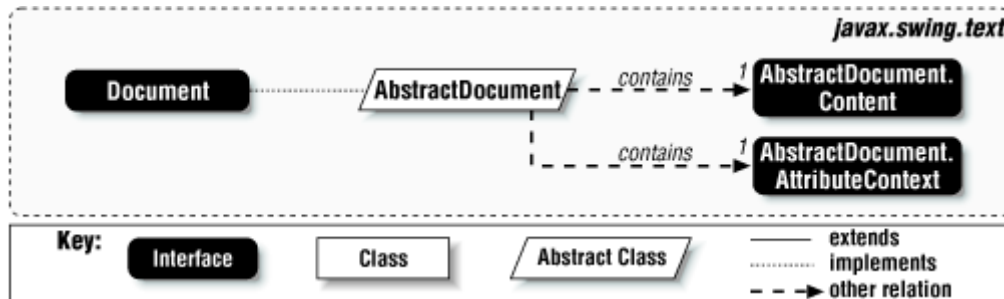 javax.swing.text
Document
AbstractDocument
contains
1
AbstractDocument.
Content
contains
1
AbstractDocument.
AttributeContext
Key:
Interface
Class
Abstract Class
extends
implements
other relation